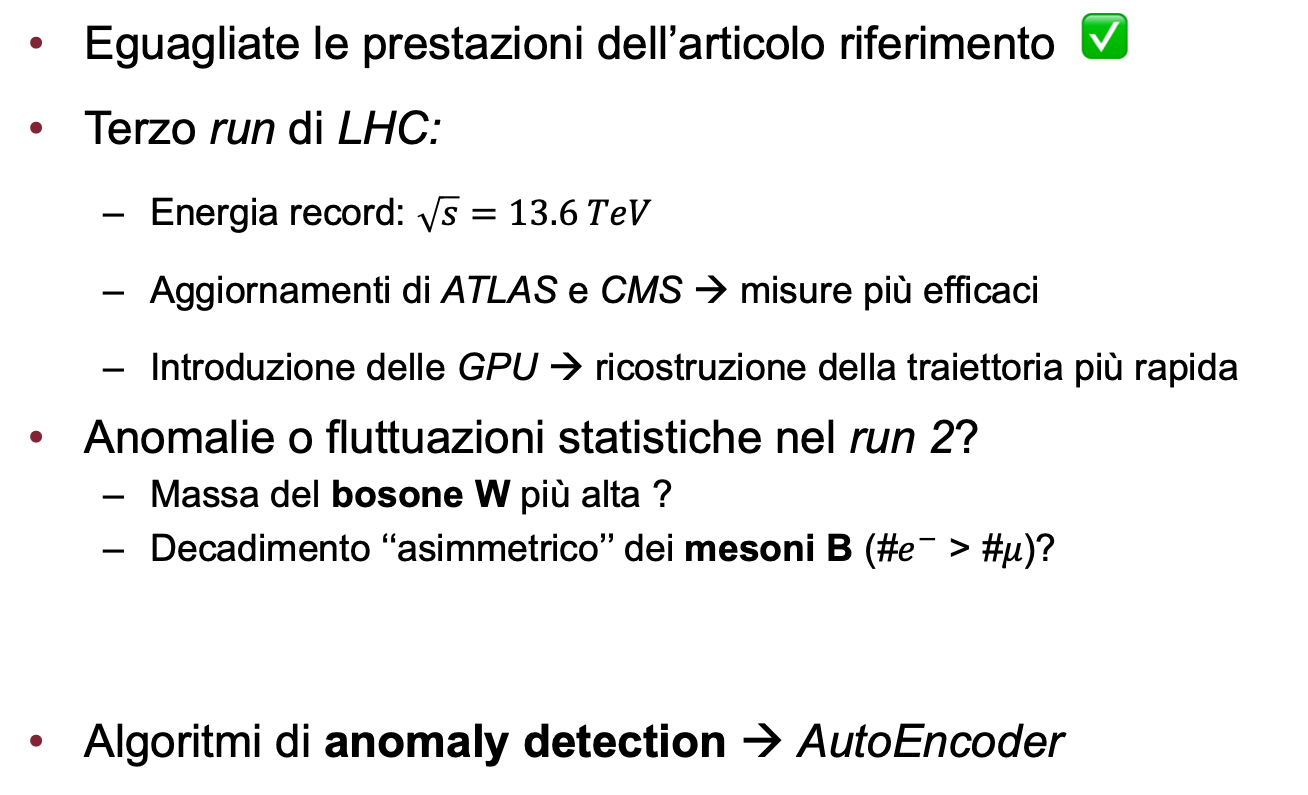 • Eguagliate le prestazioni dell’articolo riferimento ✅
• Terzo run di LHC:
– Energia record: √s = 13.6 TeV
– Aggiornamenti di ATLAS e CMS → misure più efficaci
– Introduzione delle GPU → ricostruzione della traiettoria più rapida
• Anomalie o fluttuazioni statistiche nel run 2?
– Massa del bosone W più alta ?
– Decadimento ‘‘asimmetrico’’ dei mesoni B (#e⁻ > #μ)?
• Algoritmi di anomaly detection → AutoEncoder